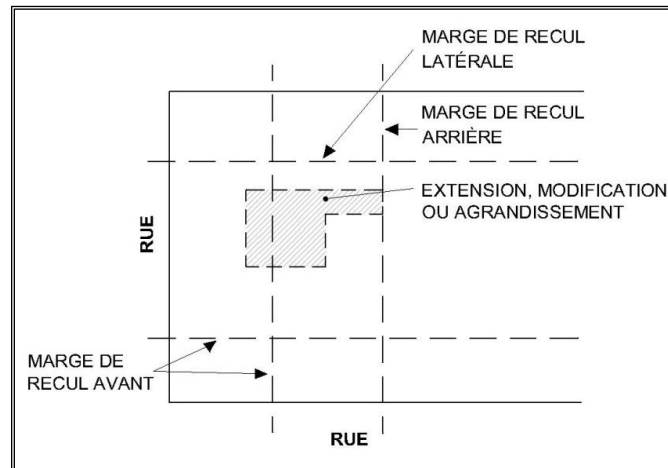 MARGE DE RECUL
LATÉRALE
MARGE DE RECUL
ARRIÈRE
EXTENSION, MODIFICATION
OU AGRANDISSEMENT
RUE
MARGE DE
RECUL AVANT
RUE